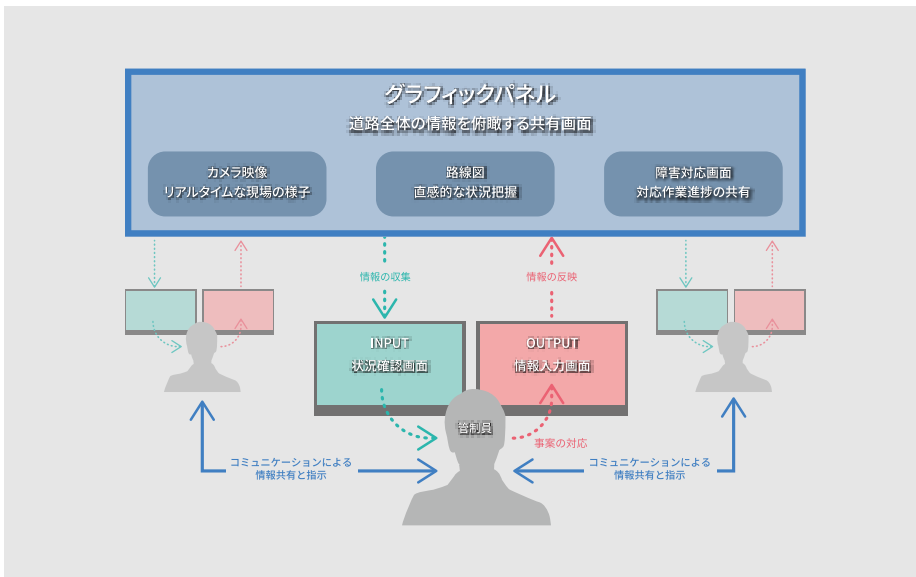 グラフィックパネル
道路全体の情報を俯瞰する共有画面
カメラ映像
リアルタイムな現場の様子
路線図
直感的な状況把握
障害対応画面
対応作業進捗の共有
情報の収集
情報の反映
INPUT
状況確認画面
OUTPUT
情報入力画面
管制員
事案の対応
コミュニケーションによる
情報共有と指示
コミュニケーションによる
情報共有と指示